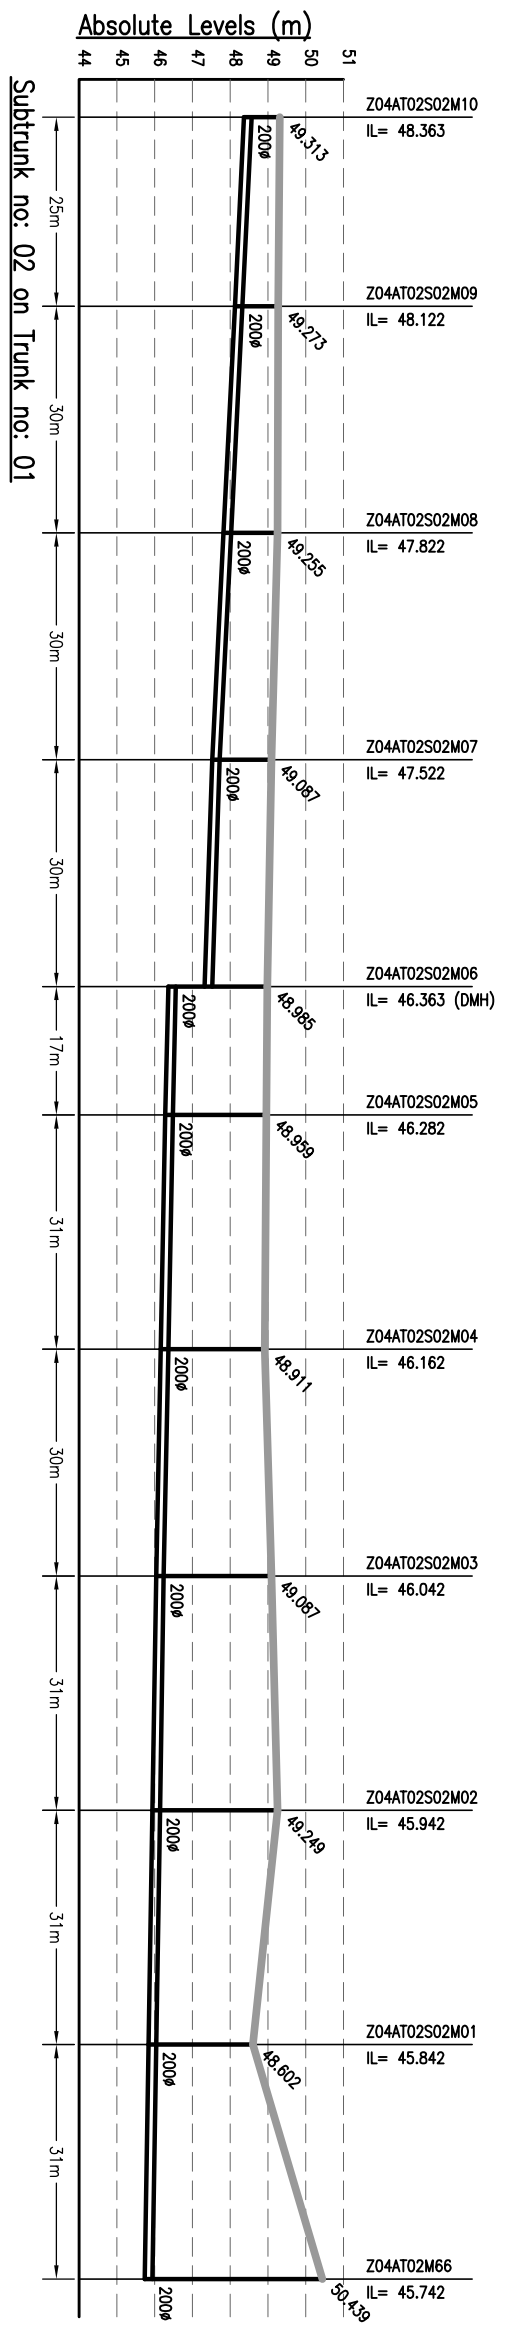 Absolute Levels (m)
44
45
46
47
48
49
50
51
Z04AT02S02M10
IL= 48.363
49.313
200ø
25m
Z04AT02S02M09
IL= 48.122
49.273
200ø
30m
Z04AT02S02M08
IL= 47.822
49.255
200ø
30m
Z04AT02S02M07
IL= 47.522
49.087
200ø
30m
Z04AT02S02M06
IL= 46.363 (DMH)
48.985
200ø
17m
Z04AT02S02M05
IL= 46.282
48.959
200ø
31m
Z04AT02S02M04
IL= 46.162
48.911
200ø
30m
Z04AT02S02M03
IL= 46.042
49.087
200ø
31m
Z04AT02S02M02
IL= 45.942
49.249
200ø
31m
Z04AT02S02M01
IL= 45.842
48.602
200ø
31m
Z04AT02M66
IL= 45.742
50.439
200ø
Subtrunk no: 02 on Trunk no: 01